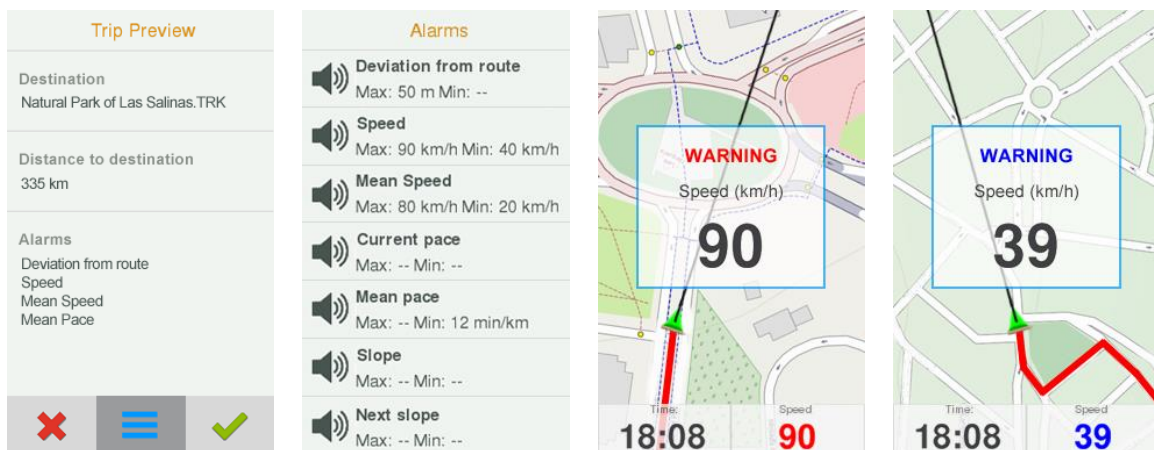 Trip Preview
Destination
Natural Park of Las Salinas.TRK
Distance to destination
335 km
Alarms
Deviation from route
Speed
Mean Speed
Mean Pace
Alarms
Deviation from route
Max: 50 m Min: --
Speed
Max: 90 km/h Min: 40 km/h
Mean Speed
Max: 80 km/h Min: 20 km/h
Current pace
Max: -- Min: --
Mean pace
Max: -- Min: 12 min/km
Slope
Max: -- Min: --
Next slope
Max: -- Min: --
WARNING
Speed (km/h)
90
Time:
Speed
18:08
90
WARNING
Speed (km/h)
39
Time:
Speed
18:08
39